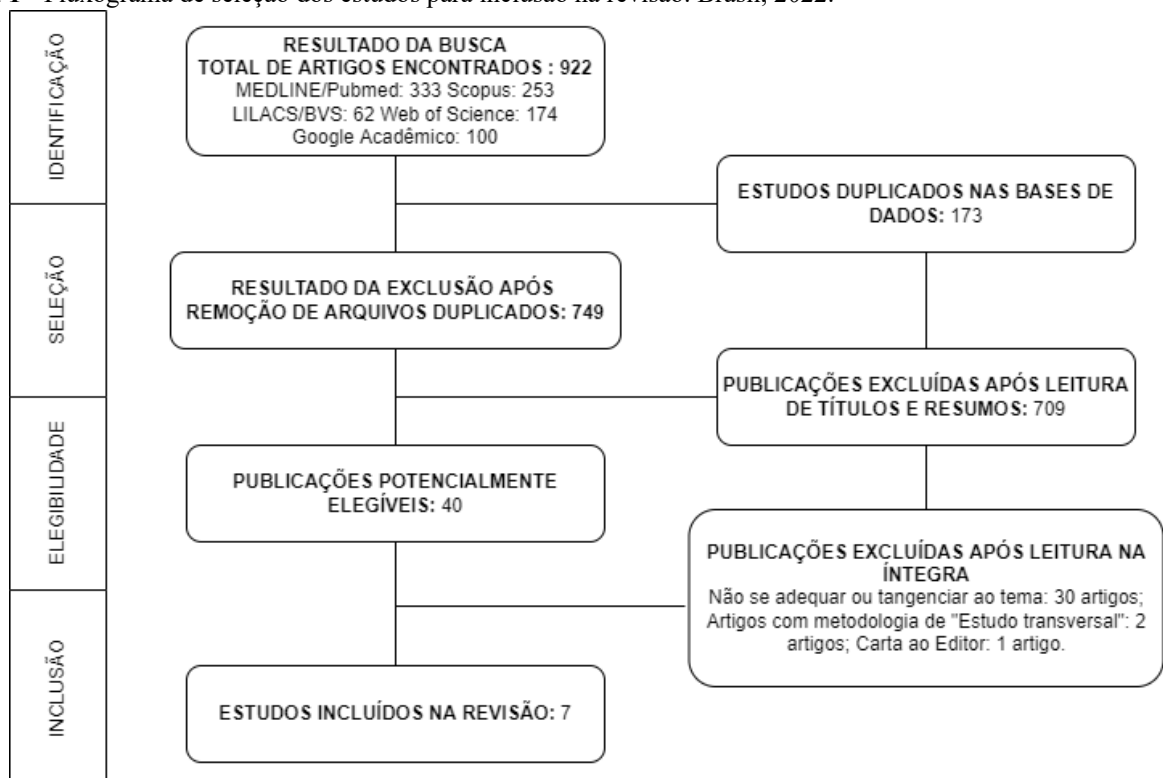 1 - Fluxograma de seleção dos estudos para inclusão na revisão. Brasil, 2022.
IDENTIFICAÇÃO
RESULTADO DA BUSCA
TOTAL DE ARTIGOS ENCONTRADOS : 922
MEDLINE/Pubmed: 333 Scopus: 253
LILACS/BVS: 62 Web of Science: 174
Google Acadêmico: 100
ESTUDOS DUPLICADOS NAS BASES DE
DADOS: 173
SELEÇÃO
RESULTADO DA EXCLUSÃO APÓS
REMOÇÃO DE ARQUIVOS DUPLICADOS: 749
PUBLICAÇÕES EXCLUÍDAS APÓS LEITURA
DE TÍTULOS E RESUMOS: 709
ELEGIBILIDADE
PUBLICAÇÕES POTENCIALMENTE
ELEGÍVEIS: 40
PUBLICAÇÕES EXCLUÍDAS APÓS LEITURA NA
ÍNTEGRA
Não se adequar ou tangenciar ao tema: 30 artigos;
Artigos com metodologia de "Estudo transversal": 2
artigos; Carta ao Editor: 1 artigo.
INCLUSÃO
ESTUDOS INCLUÍDOS NA REVISÃO: 7